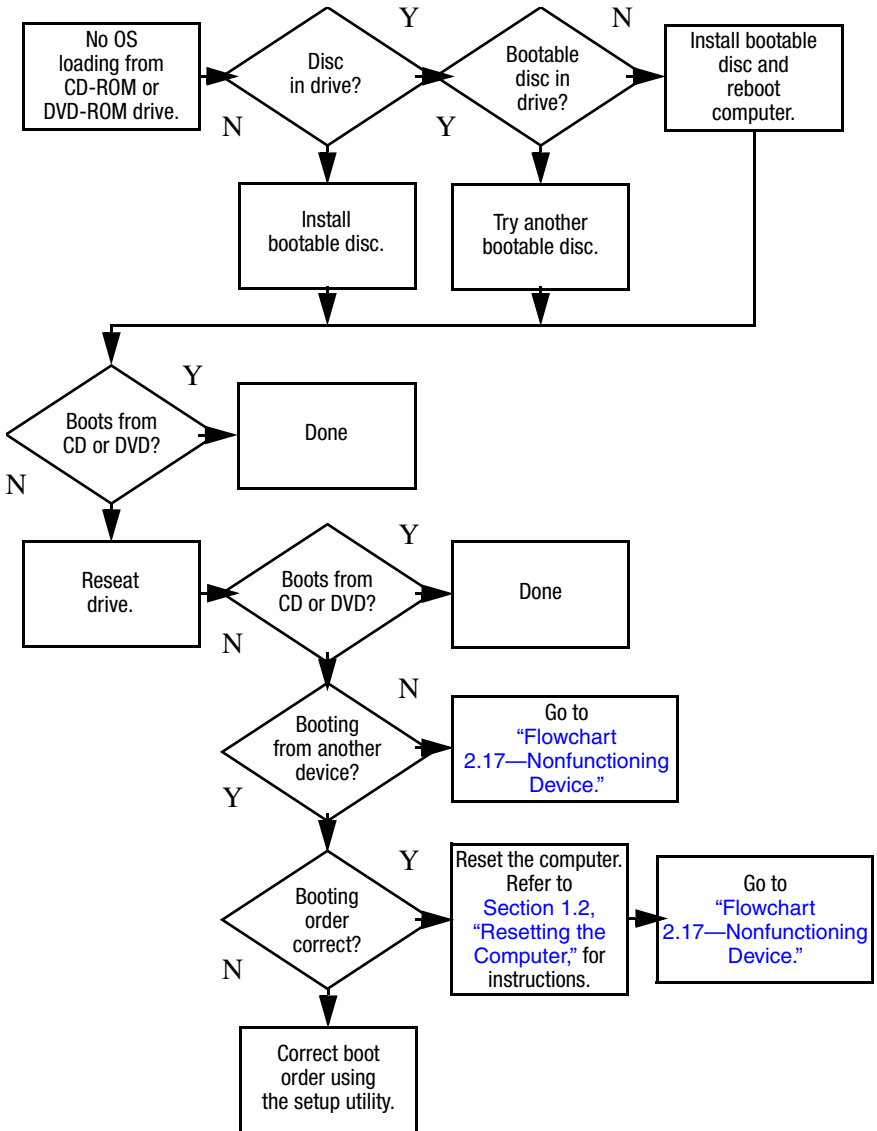 No OS
loading from
CD-ROM or
DVD-ROM drive.
Disc
in drive?
Y
N
Bootable
disc in
drive?
N
Y
Install bootable
disc and
reboot
computer.
Install
bootable disc.
Try another
bootable disc.
Boots from
CD or DVD?
Y
N
Done
Reseat
drive.
Boots from
CD or DVD?
Y
N
Done
Booting
from another
device?
N
Y
Go to
“Flowchart
2.17—Nonfunctioning
Device.”
Booting
order
correct?
Y
N
Reset the computer.
Refer to
Section 1.2,
“Resetting the
Computer,” for
instructions.
Go to
“Flowchart
2.17—Nonfunctioning
Device.”
Correct boot
order using
the setup utility.